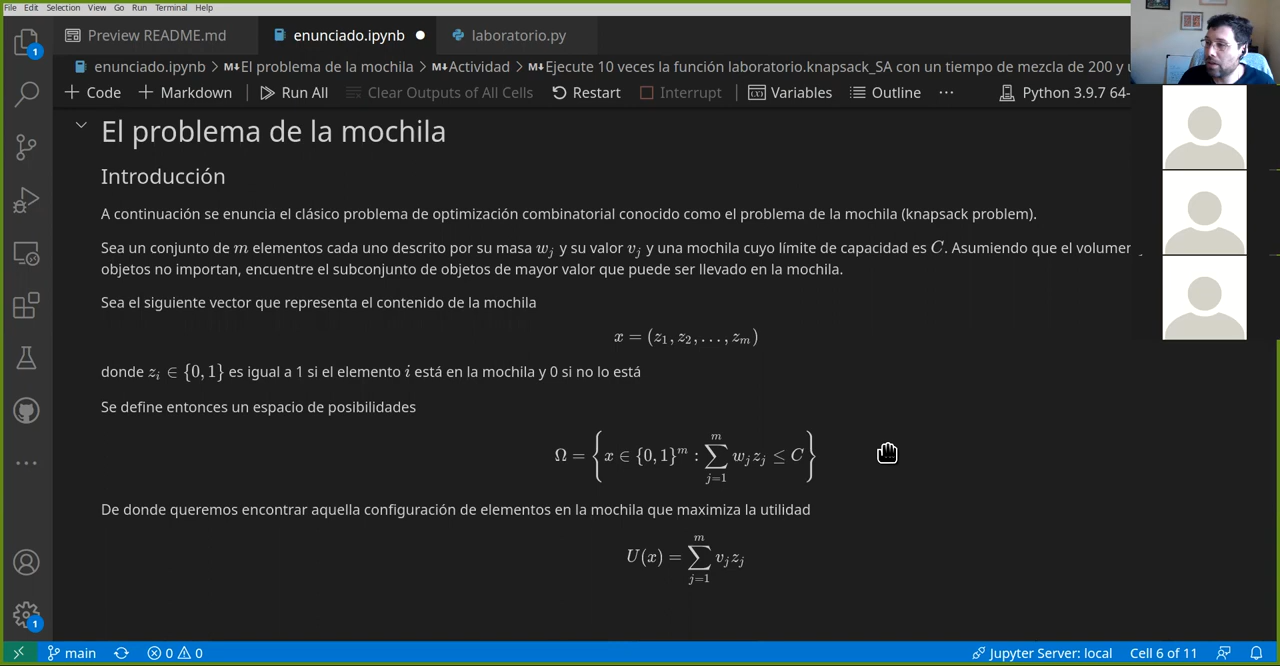 File Edit Selection View Go Run Terminal Help
Preview README.md enunciado.ipynb laboratorio.py
enunciado.ipynb > M↓El problema de la mochila > M↓Actividad > M↓Ejecute 10 veces la función laboratorio.knapsack_SA con un tiempo de mezcla de 200 y
+ Code + Markdown Run All Clear Outputs of All Cells Restart Interrupt Variables Outline ... Python 3.9.7 64-
El problema de la mochila
Introducción
A continuación se enuncia el clásico problema de optimización combinatorial conocido como el problema de la mochila (knapsack problem).
Sea un conjunto de m elementos cada uno descrito por su masa w_j y su valor v_j y una mochila cuyo límite de capacidad es C. Asumiendo que el volumen
objetos no importan, encuentre el subconjunto de objetos de mayor valor que puede ser llevado en la mochila.
Sea el siguiente vector que representa el contenido de la mochila
x = (z_1, z_2, . . . , z_m)
donde z_i ∈ {0, 1} es igual a 1 si el elemento i está en la mochila y 0 si no lo está
Se define entonces un espacio de posibilidades
Ω = { x ∈ {0, 1}^m : ∑_{j=1}^{m} w_j z_j ≤ C }
De donde queremos encontrar aquella configuración de elementos en la mochila que maximiza la utilidad
U(x) = ∑_{j=1}^{m} v_j z_j
1
1
main 0 0 Jupyter Server: local Cell 6 of 11